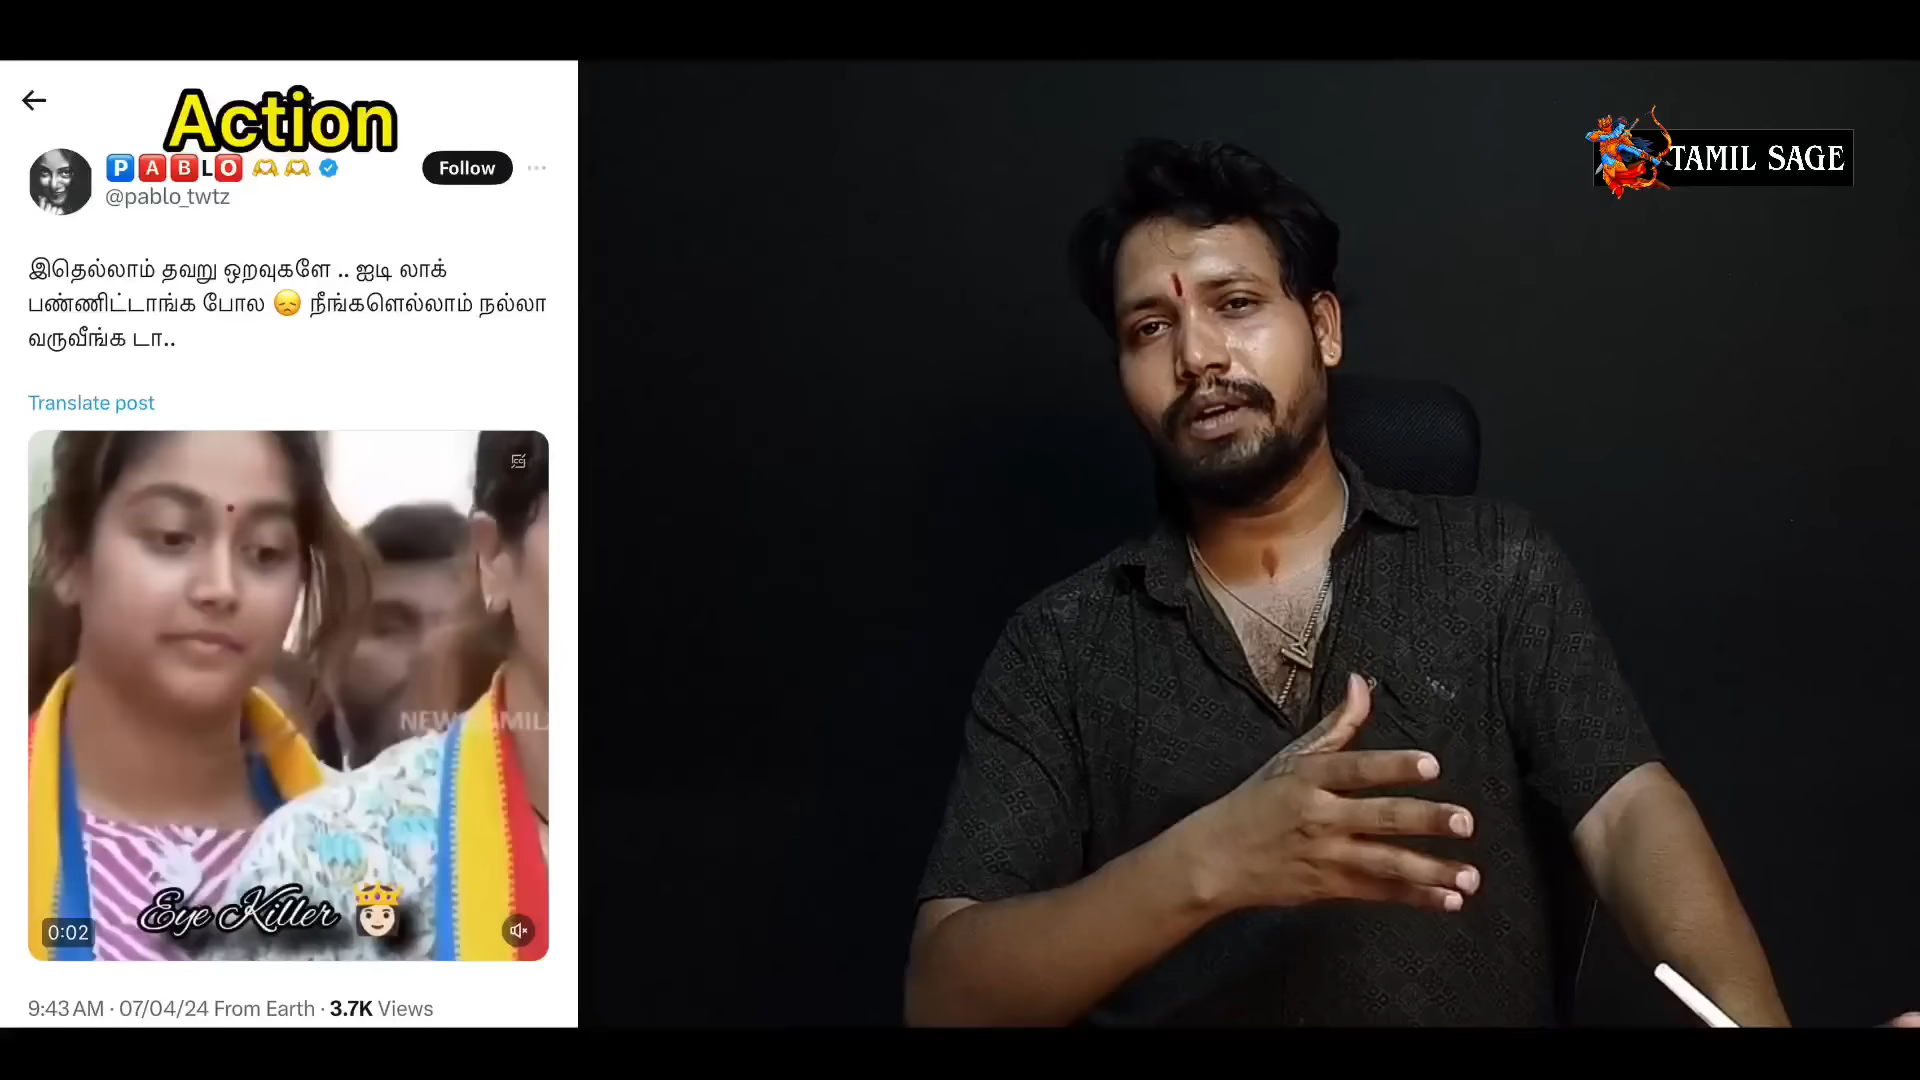 Action
PABLO
Follow
@pablo_twtz
இதெல்லாம் தவறு ஒறவுகளே .. ஐடி லாக்
பண்ணிட்டாங்க போல 😞 நீங்களெல்லாம் நல்லா
வருவீங்க டா..
Translate post
Eye Killer
0:02
9:43 AM · 07/04/24 From Earth · 3.7K Views
TAMIL SAGE